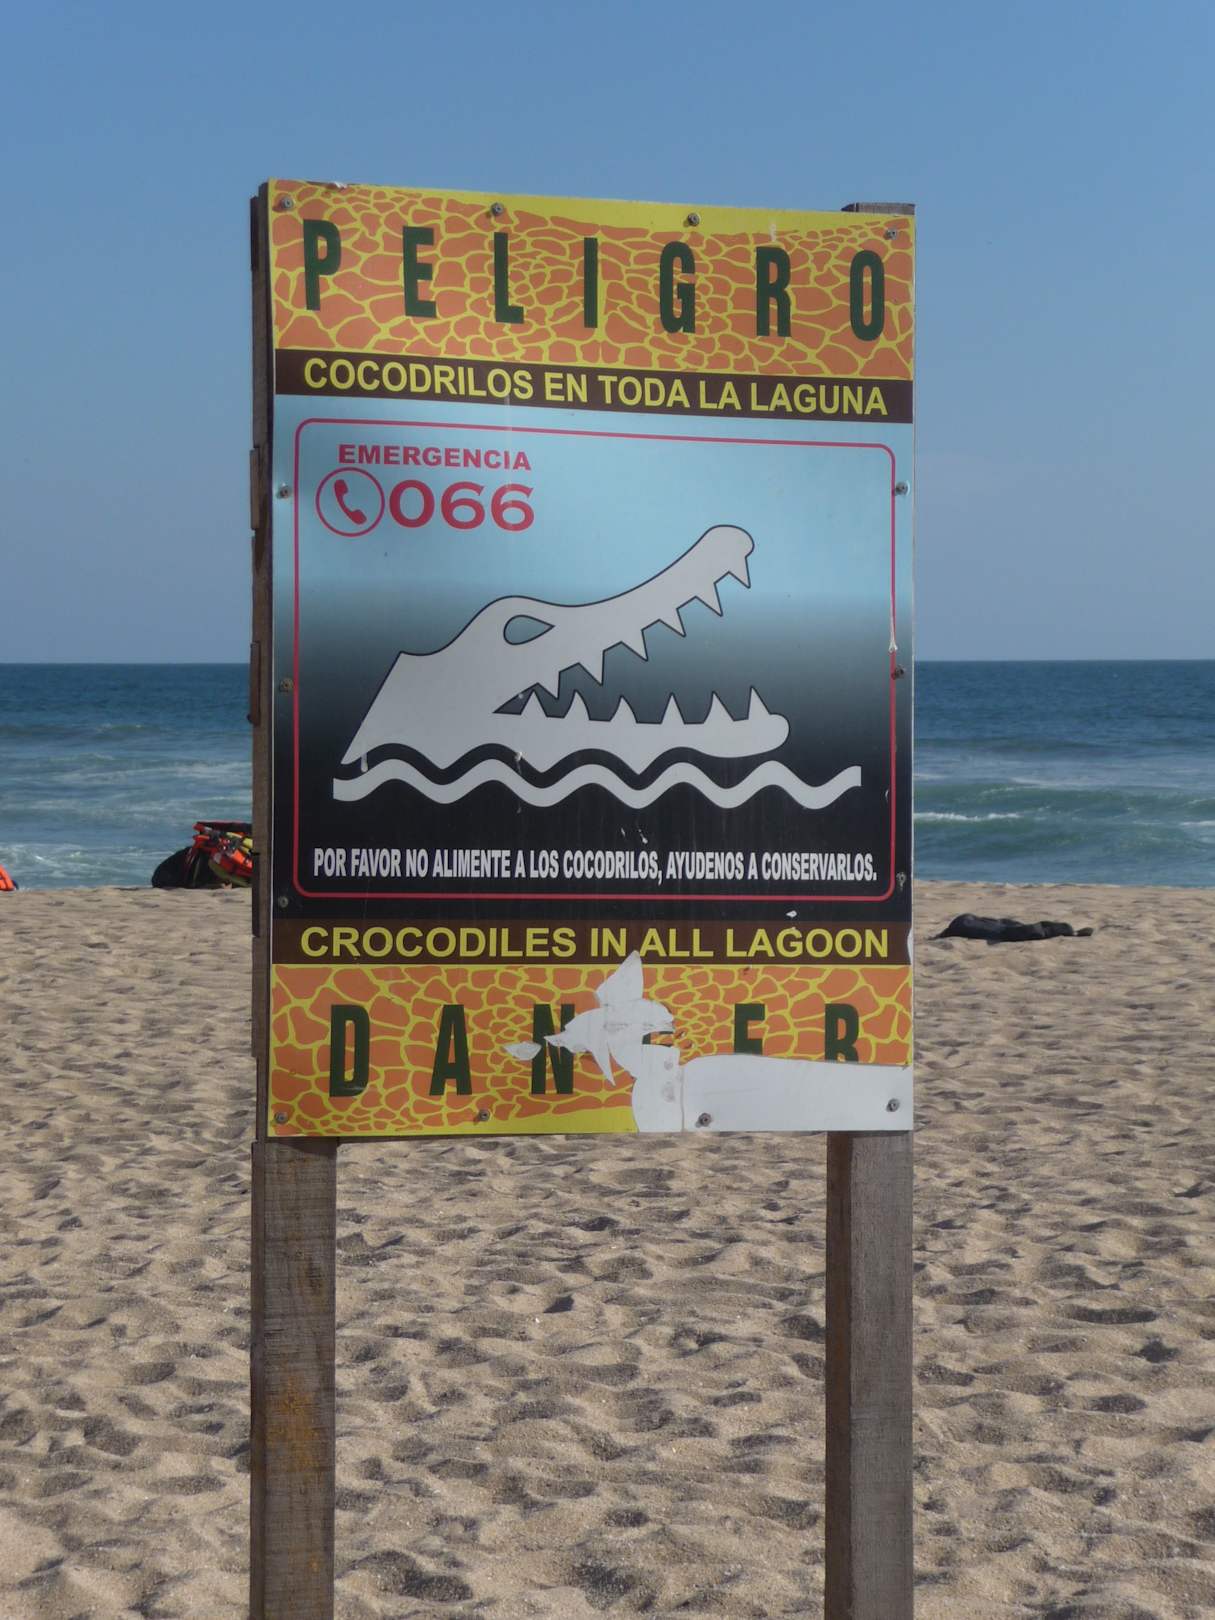 PELIGRO
COCODRILOS EN TODA LA LAGUNA
EMERGENCIA
066
POR FAVOR NO ALIMENTE A LOS COCODRILOS, AYUDENOS A CONSERVARLOS.
CROCODILES IN ALL LAGOON
DANGER